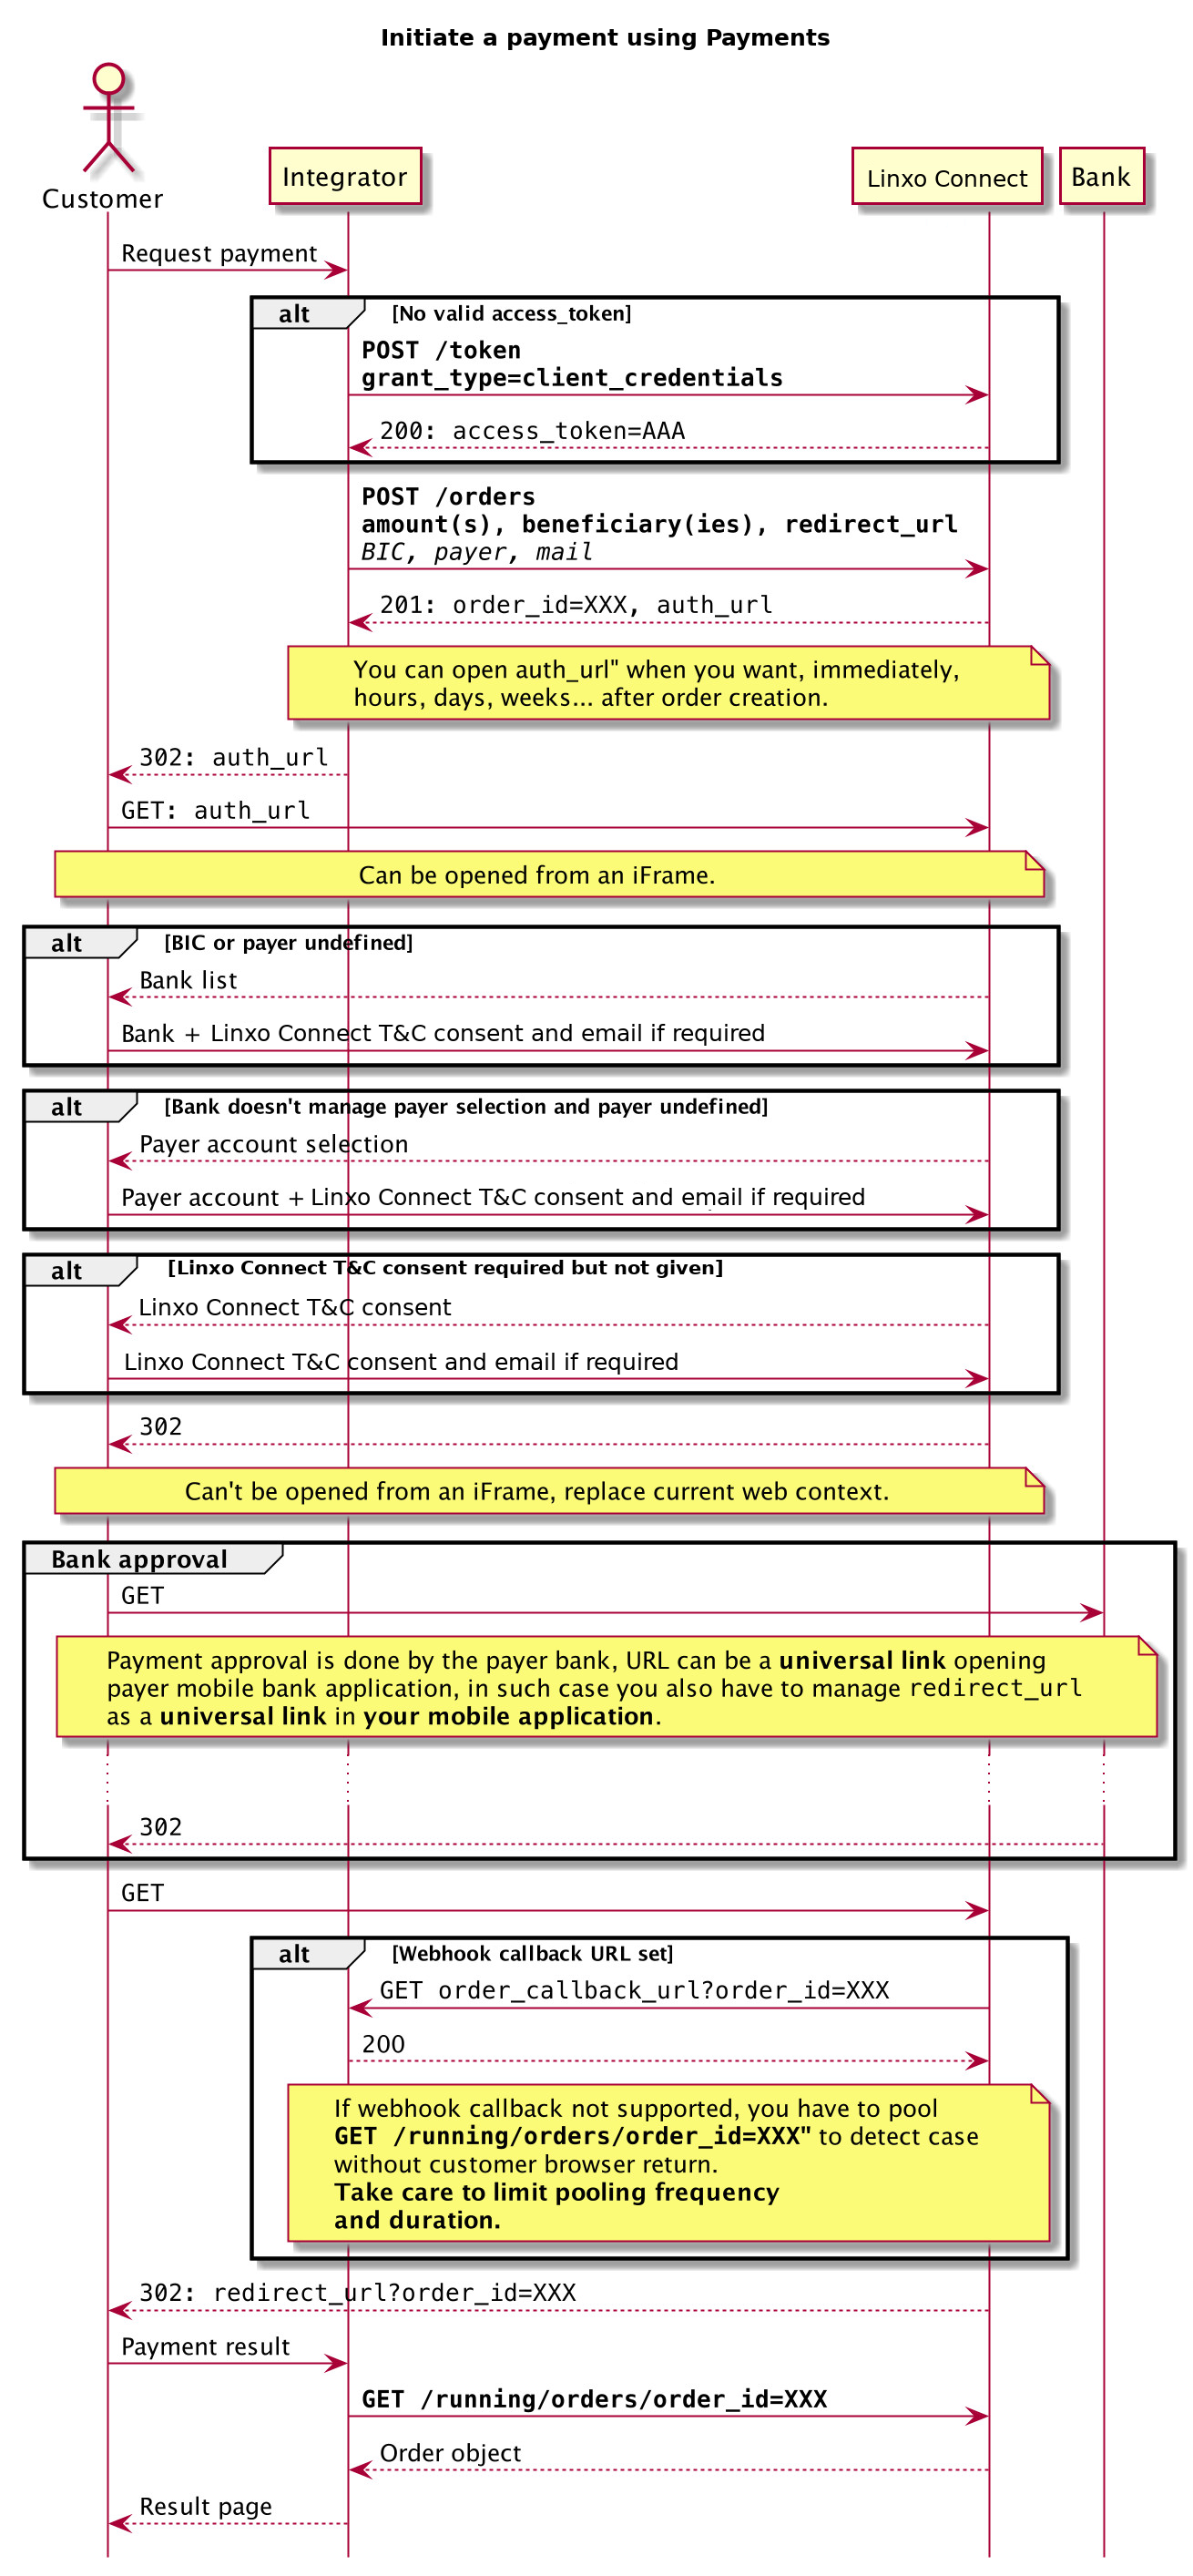 Initiate a payment using Payments
Customer
Integrator
Linxo Connect
Bank
Request payment
alt
[No valid access_token]
POST /token
grant_type=client_credentials
200: access_token=AAA
POST /orders
amount(s), beneficiary(ies), redirect_url
BIC, payer, mail
201: order_id=XXX, auth_url
You can open auth_url" when you want, immediately,
hours, days, weeks... after order creation.
302: auth_url
GET: auth_url
Can be opened from an iFrame.
alt
[BIC or payer undefined]
Bank list
Bank + Linxo Connect T&C consent and email if required
alt
[Bank doesn't manage payer selection and payer undefined]
Payer account selection
Payer account + Linxo Connect T&C consent and email if required
alt
[Linxo Connect T&C consent required but not given]
Linxo Connect T&C consent
Linxo Connect T&C consent and email if required
302
Can't be opened from an iFrame, replace current web context.
Bank approval
GET
Payment approval is done by the payer bank, URL can be a universal link opening
payer mobile bank application, in such case you also have to manage redirect_url
as a universal link in your mobile application.
302
GET
alt
[Webhook callback URL set]
GET order_callback_url?order_id=XXX
200
If webhook callback not supported, you have to pool
GET /running/orders/order_id=XXX" to detect case
without customer browser return.
Take care to limit pooling frequency
and duration.
302: redirect_url?order_id=XXX
Payment result
GET /running/orders/order_id=XXX
Order object
Result page